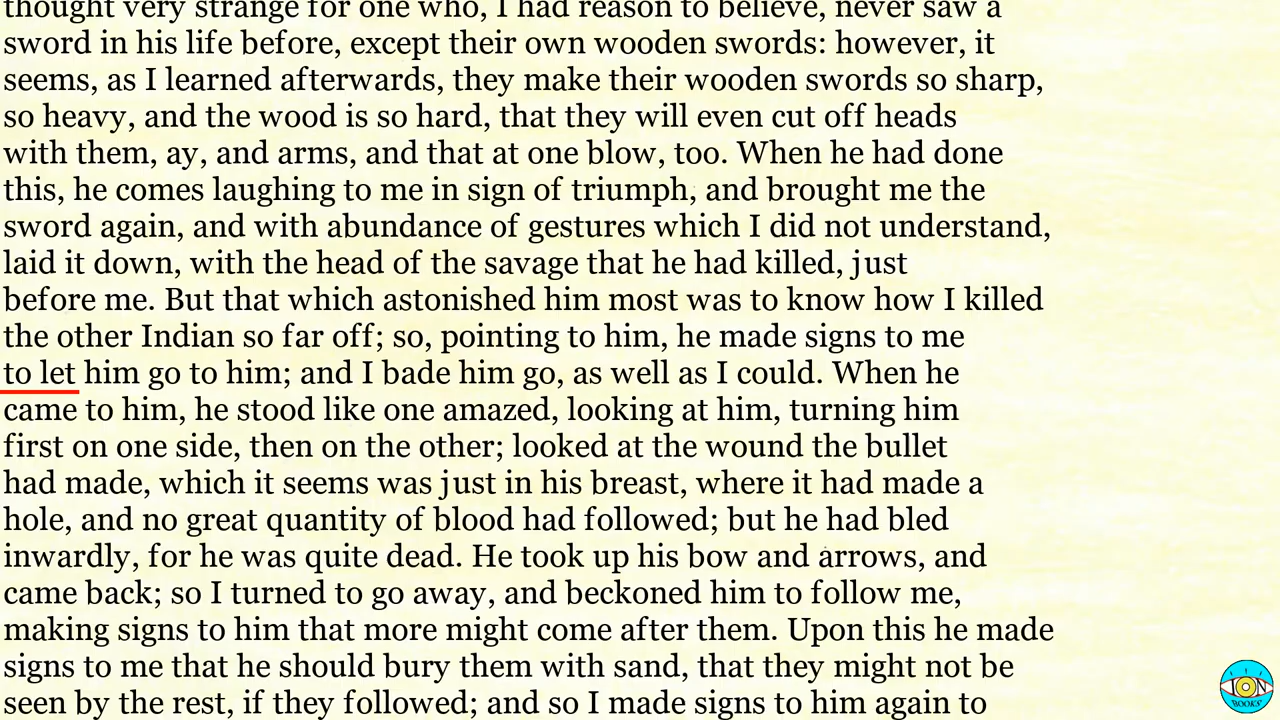 thought very strange for one who, I had reason to believe, never saw a
sword in his life before, except their own wooden swords: however, it
seems, as I learned afterwards, they make their wooden swords so sharp,
so heavy, and the wood is so hard, that they will even cut off heads
with them, ay, and arms, and that at one blow, too. When he had done
this, he comes laughing to me in sign of triumph, and brought me the
sword again, and with abundance of gestures which I did not understand,
laid it down, with the head of the savage that he had killed, just
before me. But that which astonished him most was to know how I killed
the other Indian so far off; so, pointing to him, he made signs to me
to let him go to him; and I bade him go, as well as I could. When he
came to him, he stood like one amazed, looking at him, turning him
first on one side, then on the other; looked at the wound the bullet
had made, which it seems was just in his breast, where it had made a
hole, and no great quantity of blood had followed; but he had bled
inwardly, for he was quite dead. He took up his bow and arrows, and
came back; so I turned to go away, and beckoned him to follow me,
making signs to him that more might come after them. Upon this he made
signs to me that he should bury them with sand, that they might not be
seen by the rest, if they followed; and so I made signs to him again to
ION
BOOKS